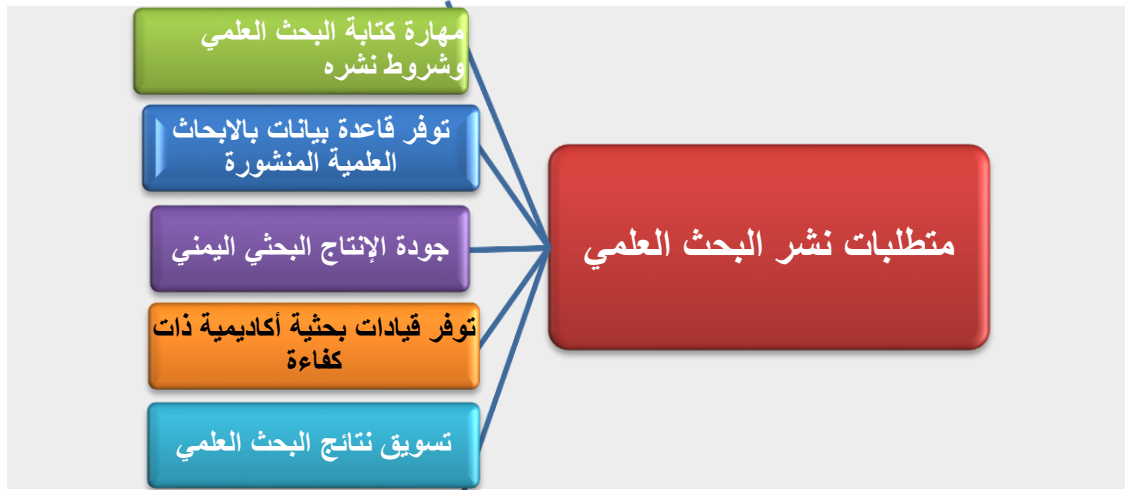 متطلبات نشر البحث العلمي
مهارة كتابة البحث العلمي
وشروط نشره
توفر قاعدة بيانات بالابحاث
العلمية المنشورة
جودة الإنتاج البحثي اليمني
توفر قيادات بحثية أكاديمية ذات
كفاءة
تسويق نتائج البحث العلمي